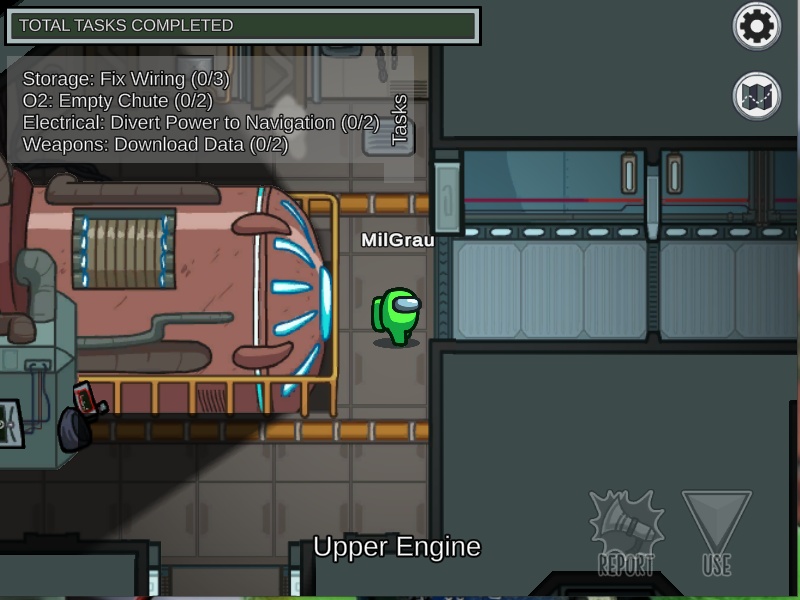 TOTAL TASKS COMPLETED
Storage: Fix Wiring (0/3)
O2: Empty Chute (0/2)
Electrical: Divert Power to Navigation (0/2)
Weapons: Download Data (0/2)
Tasks
MilGrau
Upper Engine
REPORT
USE